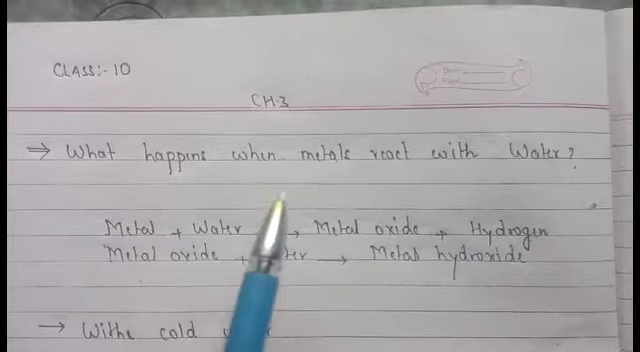 CLASS:- 10
CH-3
⇒ What happens when metals react with Water?
Metal + Water → Metal oxide + Hydrogen
Metal oxide + → Metal hydroxide
→ Withe cold